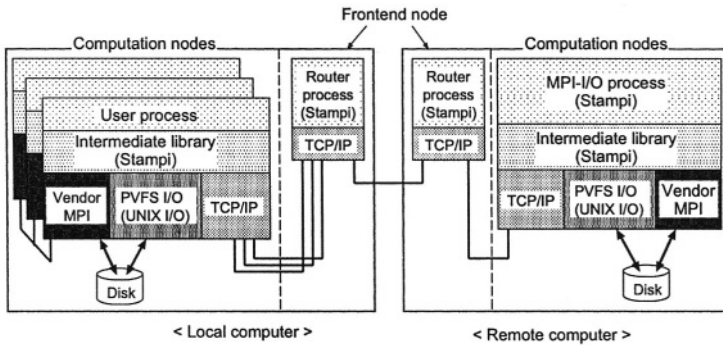 Frontend node
Computation nodes
Computation nodes
User process
Intermediate library
(Stampi)
Vendor
MPI
PVFS I/O
(UNIX I/O)
TCP/IP
Disk
Router
process
(Stampi)
TCP/IP
Router
process
(Stampi)
TCP/IP
MPI-I/O process
(Stampi)
Intermediate library
(Stampi)
TCP/IP
PVFS I/O
(UNIX I/O)
Vendor
MPI
Disk
< Local computer >
< Remote computer >